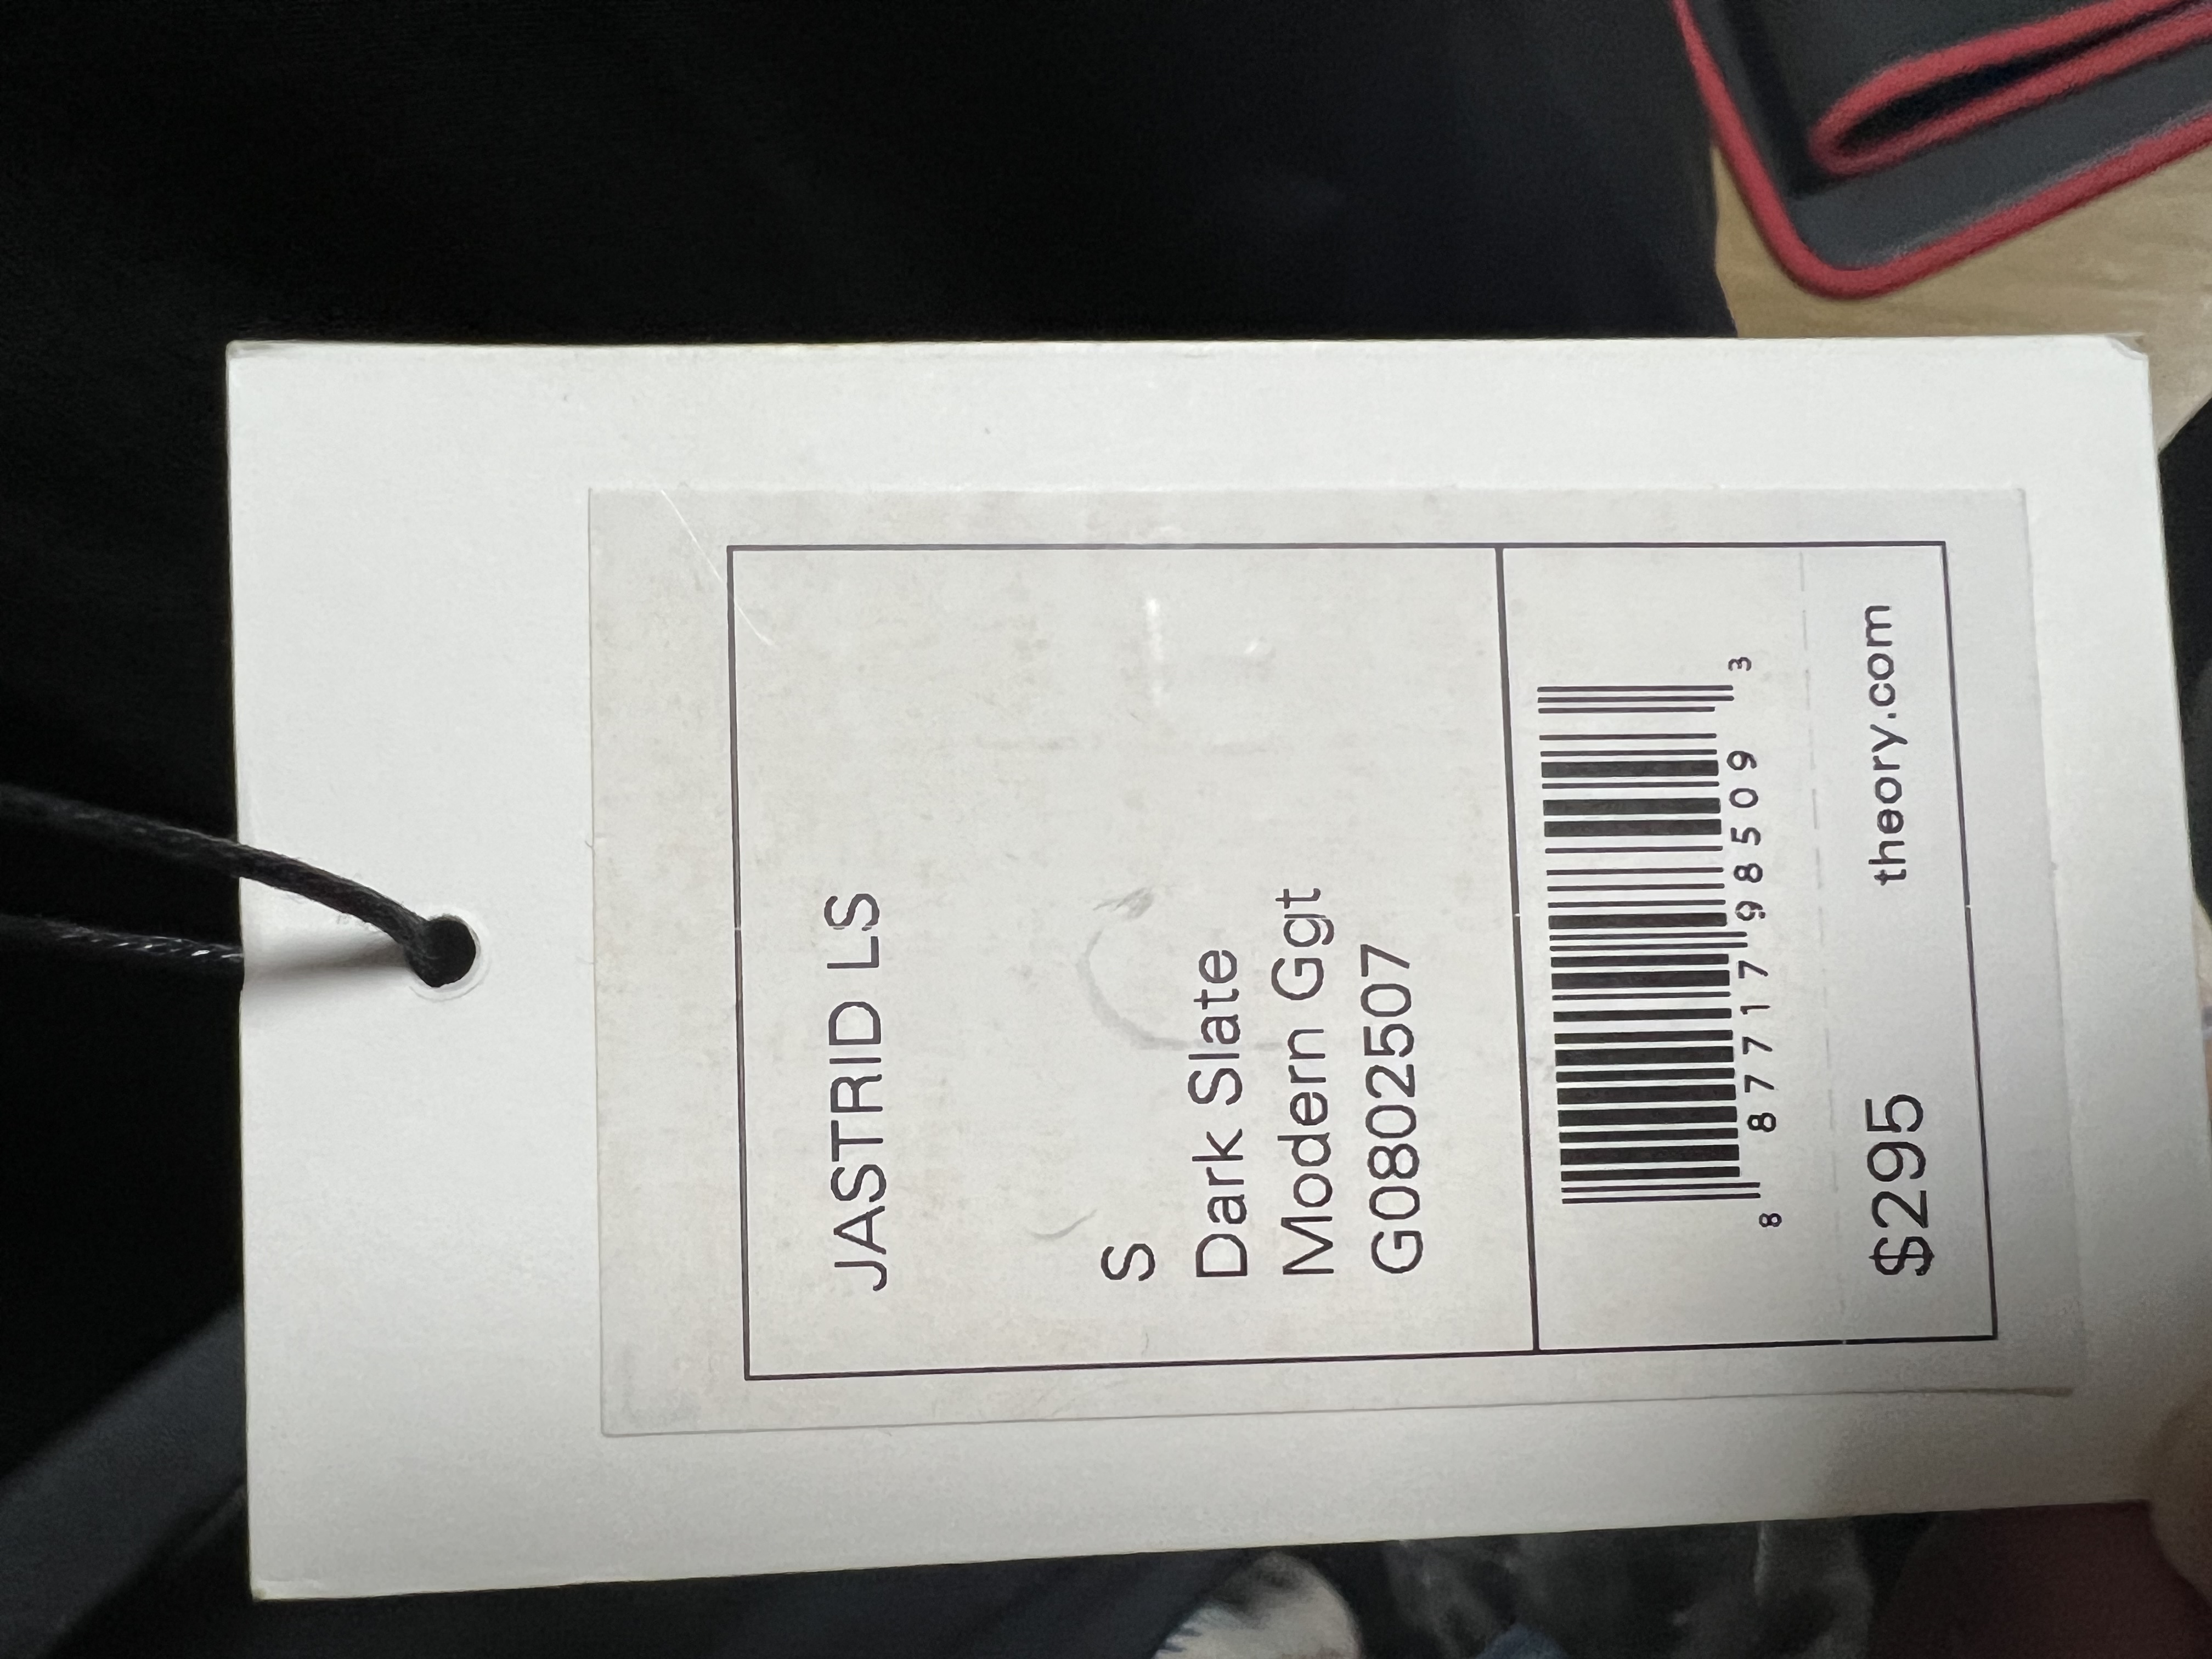 JASTRID LS
S
Dark Slate
Modern Ggt
G0802507
8 87717 98509 3
$295 theory.com